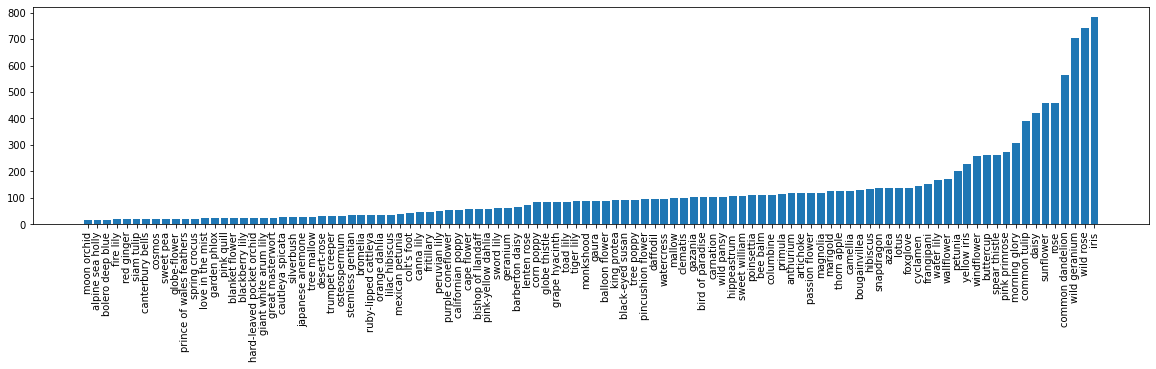 800
700
600
500
400
300
200
100
0
moon orchid
alpine sea holly
bolero deep blue
fire lily
red ginger
siam tulip
canterbury bells
cosmos
sweet pea
globe-flower
prince of wales feathers
spring crocus
love in the mist
garden phlox
pink quill
blanket flower
blackberry lily
hard-leaved pocket orchid
giant white arum lily
great masterwort
cautleya spicata
silverbush
japanese anemone
tree mallow
desert-rose
trumpet creeper
osteospermum
stemless gentian
bromelia
ruby-lipped cattleya
orange dahlia
lilac hibiscus
mexican petunia
colt's foot
canna lily
fritillary
peruvian lily
purple coneflower
californian poppy
cape flower
bishop of llandaff
pink-yellow dahlia
sword lily
geranium
barberton daisy
lenten rose
corn poppy
globe thistle
grape hyacinth
toad lily
tiger lily
monkshood
gaura
balloon flower
king protea
black-eyed susan
tree poppy
pincushion flower
daffodil
watercress
mallow
clematis
gazania
bird of paradise
carnation
wild pansy
hippeastrum
sweet william
poinsettia
bee balm
columbine
primula
anthurium
artichoke
passion flower
magnolia
marigold
thorn apple
camellia
bougainvillea
hibiscus
snapdragon
azalea
lotus
foxglove
cyclamen
frangipani
water lily
wallflower
petunia
yellow iris
windflower
buttercup
spear thistle
pink primrose
morning glory
common tulip
daisy
sunflower
rose
common dandelion
wild geranium
wild rose
iris